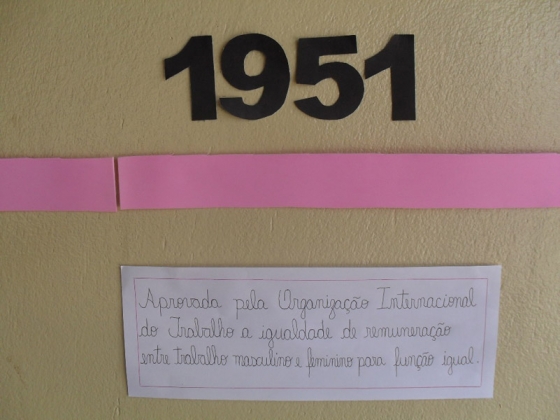 1951
Aprovada pela Organização Internacional
do Trabalho a igualdade de remuneração
entre trabalho masculino e feminino para função igual.